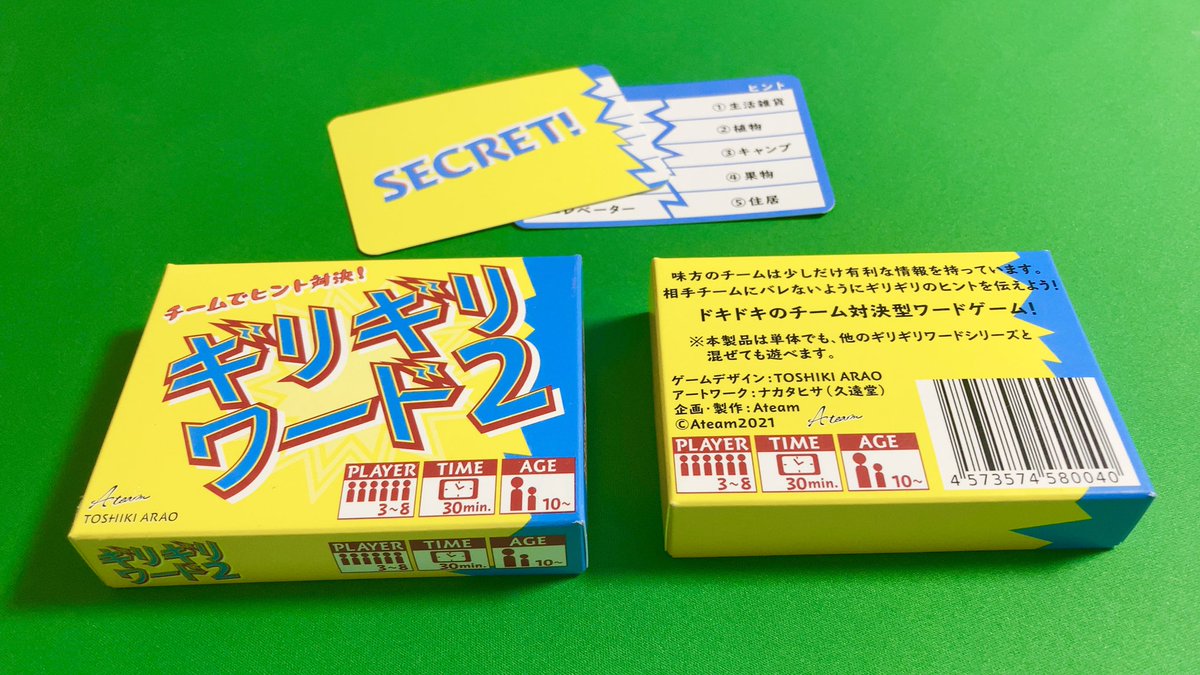 SECRET!
ヒント
①生活雑貨
②植物
③キャンプ
④果物
⑤住居
レベーター
チームでヒント対決!
ギリギリ
ワード2
PLAYER
3~8
TIME
30min.
AGE
10~
Ateam
TOSHIKI ARAO
ギリギリ
ワード2
PLAYER
3~8
TIME
30min.
AGE
10~
味方のチームは少しだけ有利な情報を持っています。
相手チームにバレないようにギリギリのヒントを伝えよう!
ドキドキのチーム対決型ワードゲーム!
※本製品は単体でも、他のギリギリワードシリーズと
混ぜても遊べます。
ゲームデザイン:TOSHIKI ARAO
アートワーク:ナカタヒサ(久遠堂)
企画・製作:Ateam
©Ateam2021
Ateam
PLAYER
3~8
TIME
30min.
AGE
10~
4 573574 580040